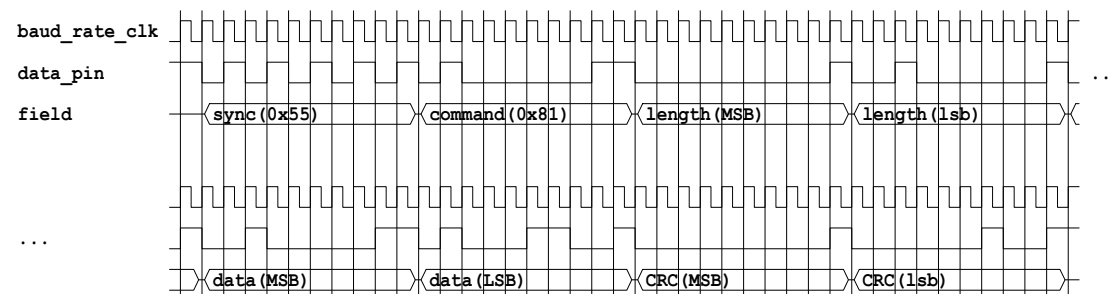 baud_rate_clk
data_pin ..
field sync(0x55) command(0x81) length(MSB) length(lsb)
...
data(MSB) data(LSB) CRC(MSB) CRC(lsb)